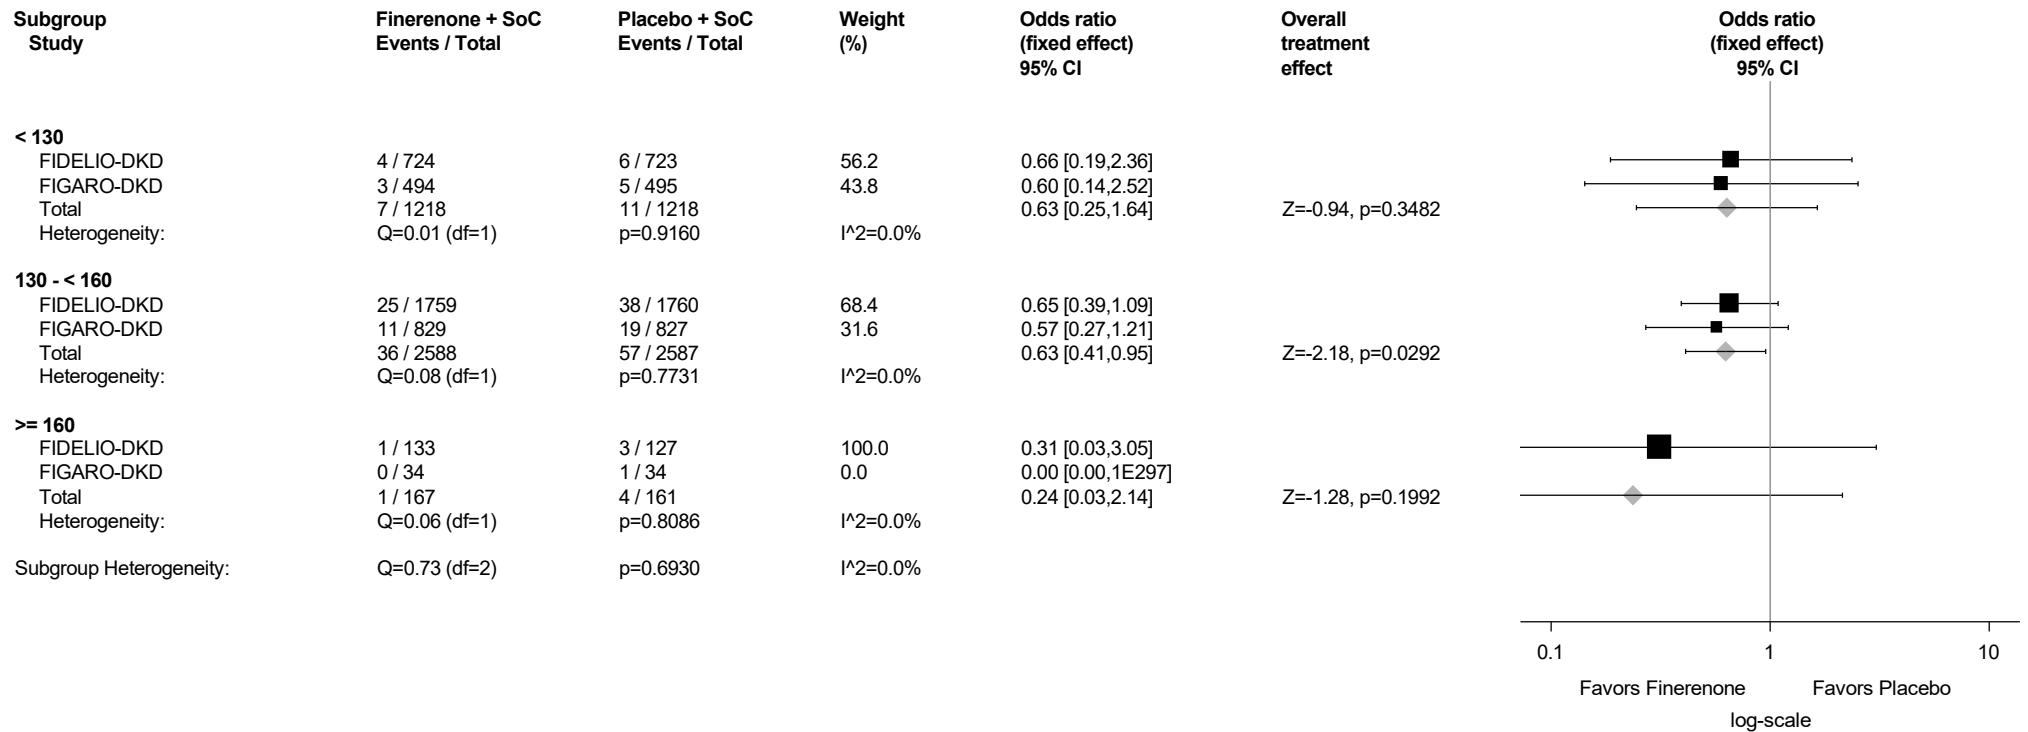 Subgroup Finerenone + SoC Placebo + SoC Weight Odds ratio Overall Odds ratio
Study Events / Total Events / Total (%) (fixed effect) treatment (fixed effect)
95% CI effect 95% CI
< 130
FIDELIO-DKD 4 / 724 6 / 723 56.2 0.66 [0.19,2.36]
FIGARO-DKD 3 / 494 5 / 495 43.8 0.60 [0.14,2.52]
Total 7 / 1218 11 / 1218 0.63 [0.25,1.64] Z=-0.94, p=0.3482
Heterogeneity: Q=0.01 (df=1) p=0.9160 I^2=0.0%
130 - < 160
FIDELIO-DKD 25 / 1759 38 / 1760 68.4 0.65 [0.39,1.09]
FIGARO-DKD 11 / 829 19 / 827 31.6 0.57 [0.27,1.21]
Total 36 / 2588 57 / 2587 0.63 [0.41,0.95] Z=-2.18, p=0.0292
Heterogeneity: Q=0.08 (df=1) p=0.7731 I^2=0.0%
>= 160
FIDELIO-DKD 1 / 133 3 / 127 100.0 0.31 [0.03,3.05]
FIGARO-DKD 0 / 34 1 / 34 0.0 0.00 [0.00,1E297]
Total 1 / 167 4 / 161 0.24 [0.03,2.14] Z=-1.28, p=0.1992
Heterogeneity: Q=0.06 (df=1) p=0.8086 I^2=0.0%
Subgroup Heterogeneity: Q=0.73 (df=2) p=0.6930 I^2=0.0%
0.1 1 10
Favors Finerenone Favors Placebo
log-scale